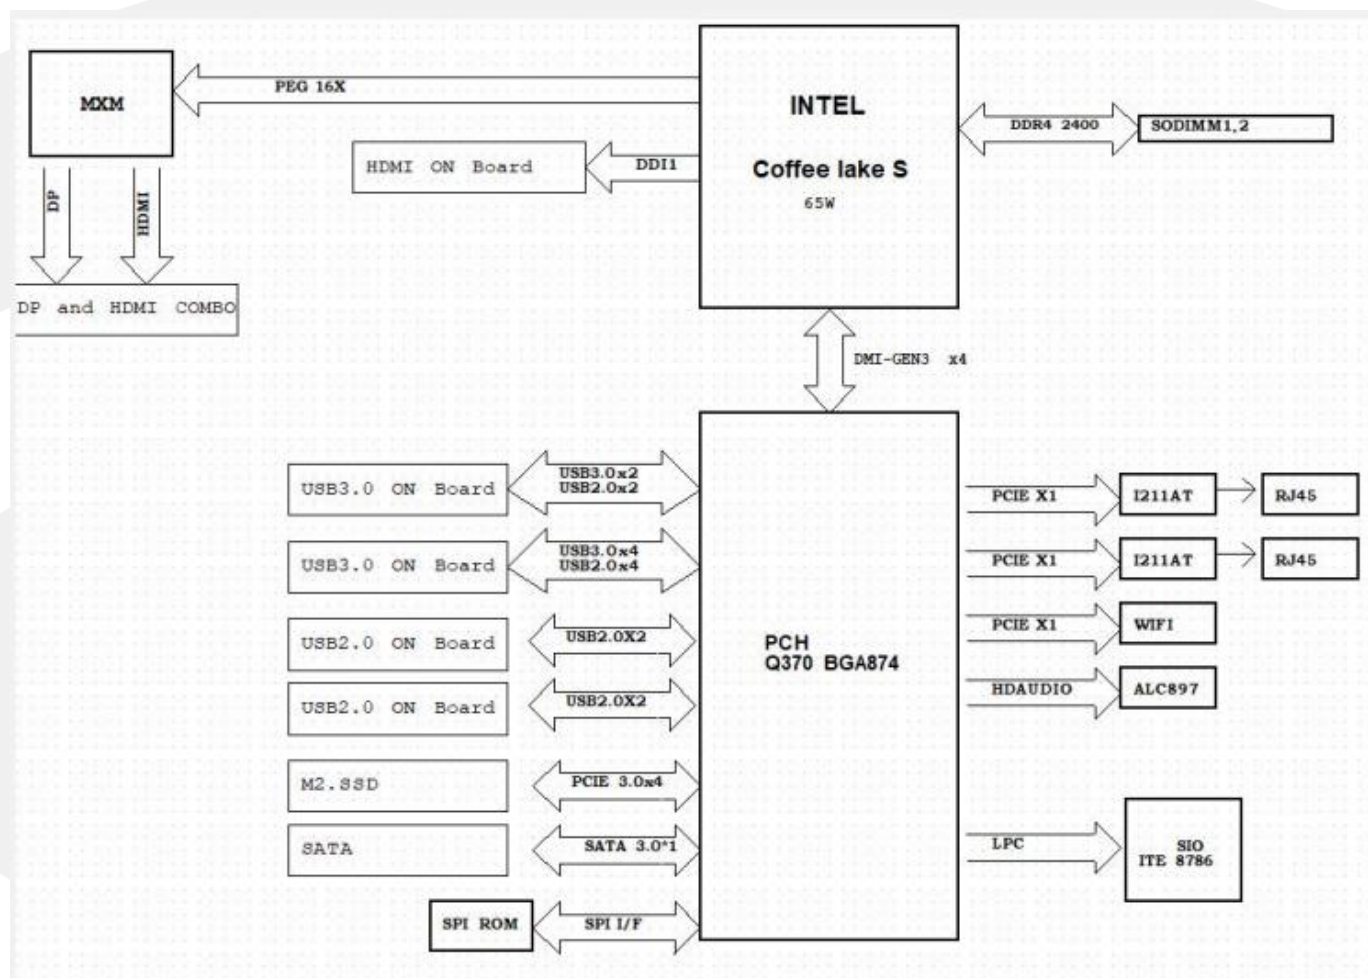 MXM
PEG 16X
INTEL
Coffee lake S
65W
DDR4 2400
SODIMM1,2
HDMI ON Board
DDI1
DP
HDMI
DP and HDMI COMBO
DMI-GEN3 x4
USB3.0 ON Board
USB3.0x2
USB2.0x2
USB3.0 ON Board
USB3.0x4
USB2.0x4
USB2.0 ON Board
USB2.0X2
USB2.0 ON Board
USB2.0X2
M2.SSD
PCIE 3.0x4
SATA
SATA 3.0*1
SPI ROM
SPI I/F
PCH
Q370 BGA874
PCIE X1
I211AT
RJ45
PCIE X1
I211AT
RJ45
PCIE X1
WIFI
HDAUDIO
ALC897
LPC
SIO
ITE 8786